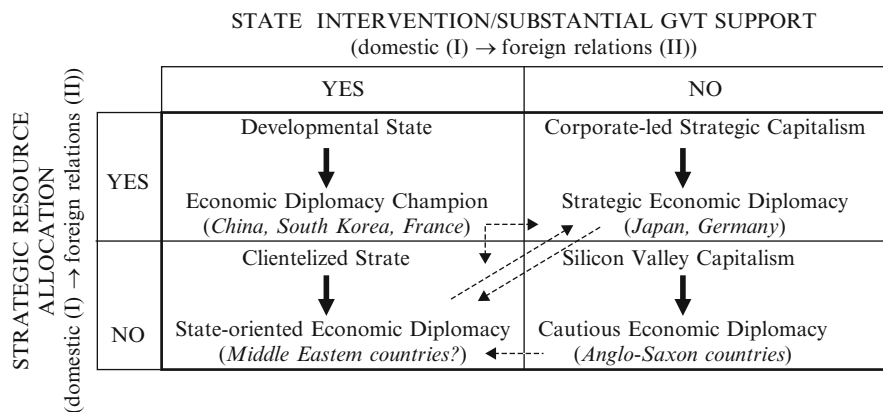 STATE INTERVENTION/SUBSTANTIAL GVT SUPPORT
(domestic (I) → foreign relations (II))
YES
NO
STRATEGIC RESOURCE
ALLOCATION
(domestic (I) → foreign relations (II))
YES
Developmental State
Economic Diplomacy Champion
(China, South Korea, France)
Corporate-led Strategic Capitalism
Strategic Economic Diplomacy
(Japan, Germany)
NO
Clientelized Strate
State-oriented Economic Diplomacy
(Middle Eastern countries?)
Silicon Valley Capitalism
Cautious Economic Diplomacy
(Anglo-Saxon countries)